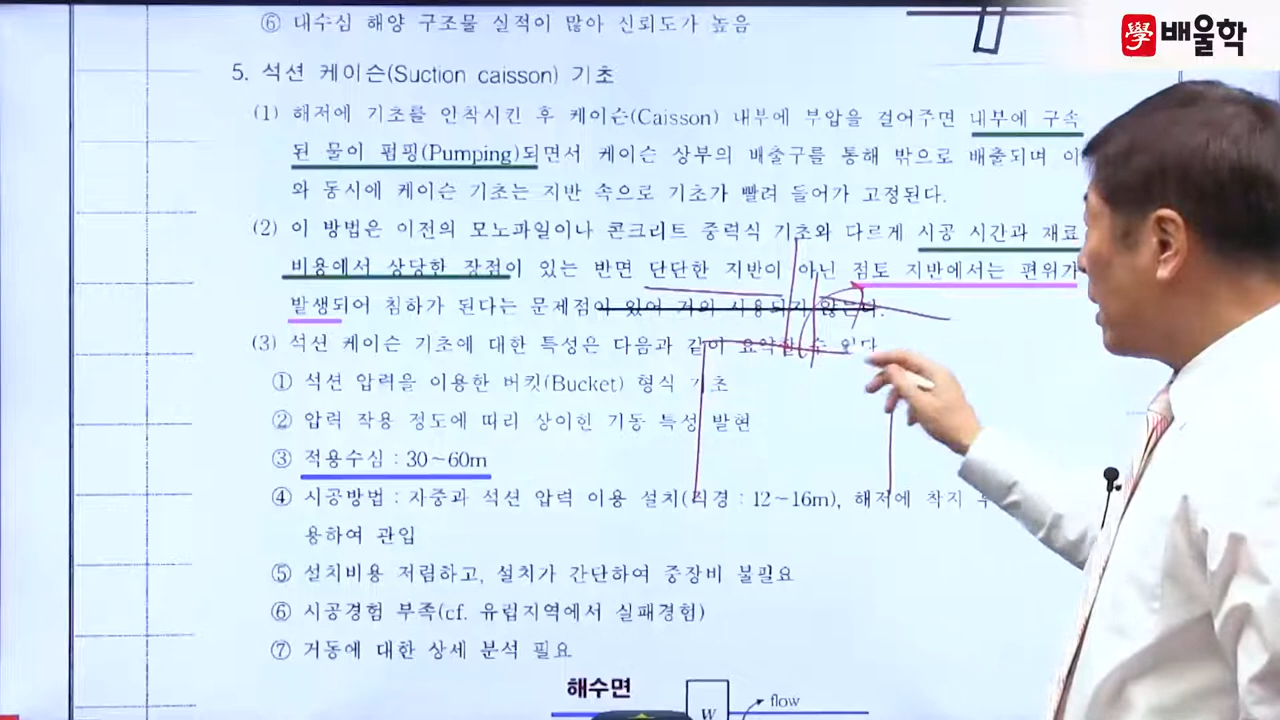 ⑥ 대수심 해양 구조물 실적이 많아 신뢰도가 높음
學 배울학
5. 석션 케이슨(Suction caisson) 기초
(1) 해저에 기초를 안착시킨 후 케이슨(Caisson) 내부에 부압을 걸어주면 내부에 구속
된 물이 펌핑(Pumping)되면서 케이슨 상부의 배출구를 통해 밖으로 배출되며 이
와 동시에 케이슨 기초는 지반 속으로 기초가 빨려 들어가 고정된다.
(2) 이 방법은 이전의 모노파일이나 콘크리트 중력식 기초와 다르게 시공 시간과 재료
비용에서 상당한 장점이 있는 반면 단단한 지반이 아닌 점토 지반에서는 편위가
발생되어 침하가 된다는 문제점이 있어 거의 사용되지 않는다.
(3) 석션 케이슨 기초에 대한 특성은 다음과 같이 요약할 수 있다
① 석션 압력을 이용한 버킷(Bucket) 형식 기초
② 압력 작용 정도에 따라 상이한 거동 특성 발현
③ 적용수심 : 30~60m
④ 시공방법 : 자중과 석션 압력 이용 설치(직경 : 12~16m), 해저에 착지
용하여 관입
⑤ 설치비용 저렴하고, 설치가 간단하여 중장비 불필요
⑥ 시공경험 부족(cf. 유럽지역에서 실패경험)
⑦ 거동에 대한 상세 분석 필요
해수면
flow
W